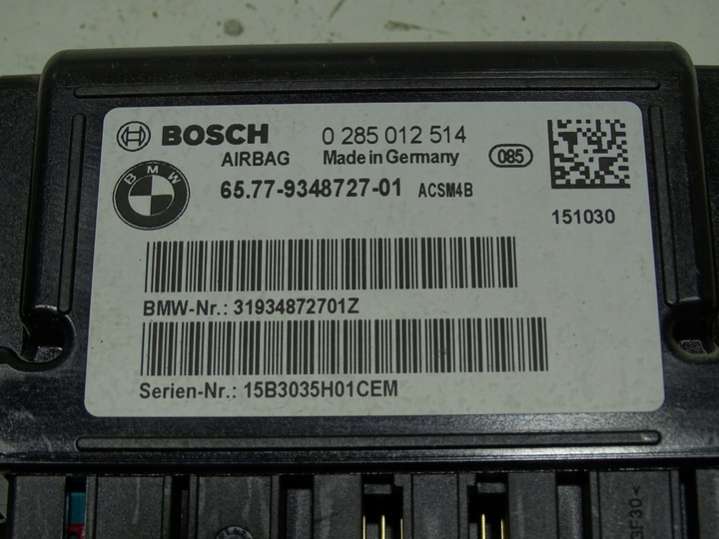 BOSCH 0 285 012 514
AIRBAG Made in Germany 085
BMW
65.77-9348727-01 ACSM4B
151030
BMW-Nr.: 31934872701Z
Serien-Nr.: 15B3035H01CEM